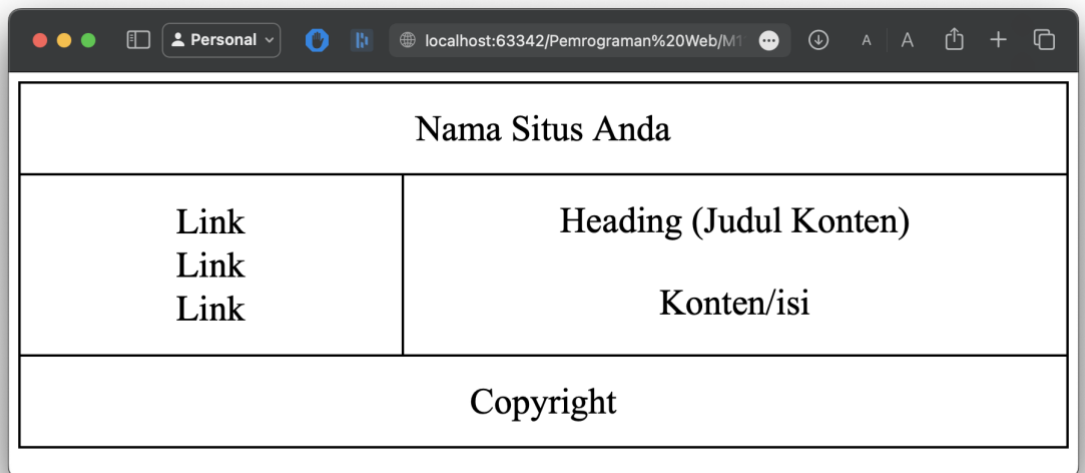 Personal
localhost:63342/Pemrograman%20Web/M1
A A
Nama Situs Anda
Link
Link
Link
Heading (Judul Konten)
Konten/isi
Copyright